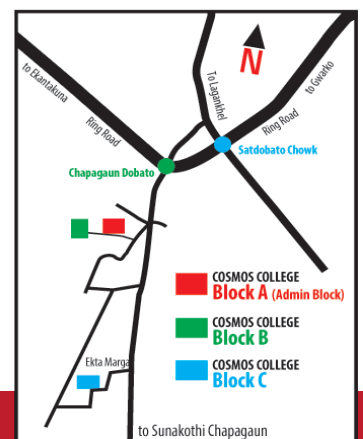 to Ekantakuna
Ring Road
N
To Lagankhel
Ring Road
to Gwarko
Chapagaun Dobato
Satdobato Chowk
COSMOS COLLEGE
Block A (Admin Block)
COSMOS COLLEGE
Block B
COSMOS COLLEGE
Block C
Ekta Marga
to Sunakothi Chapagaun